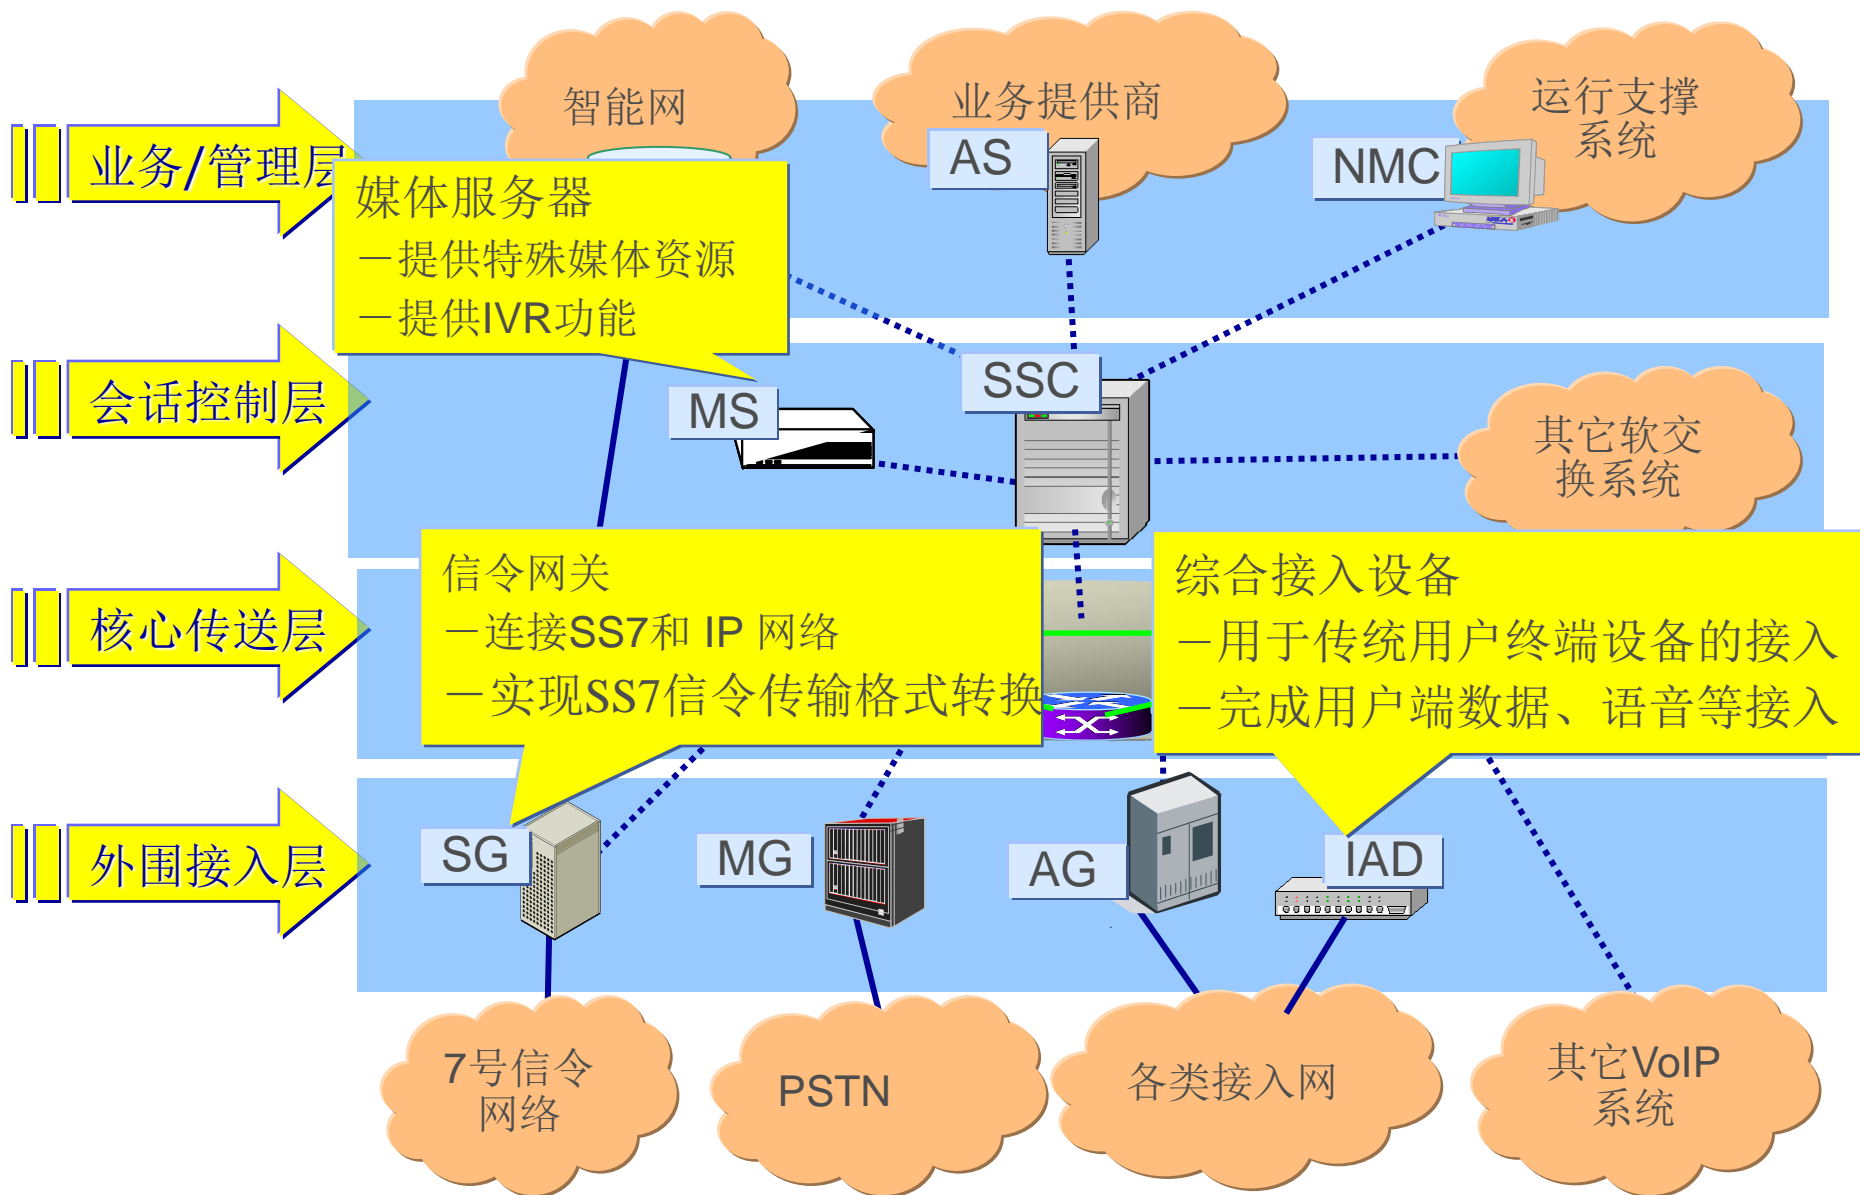 智能网
业务提供商
运行支撑
系统
业务/管理层
AS
NMC
媒体服务器
－提供特殊媒体资源
－提供IVR功能
会话控制层
MS
SSC
其它软交
换系统
核心传送层
信令网关
－连接SS7和 IP 网络
－实现SS7信令传输格式转换
综合接入设备
－用于传统用户终端设备的接入
－完成用户端数据、语音等接入
外围接入层
SG
MG
AG
IAD
7号信令
网络
PSTN
各类接入网
其它VoIP
系统